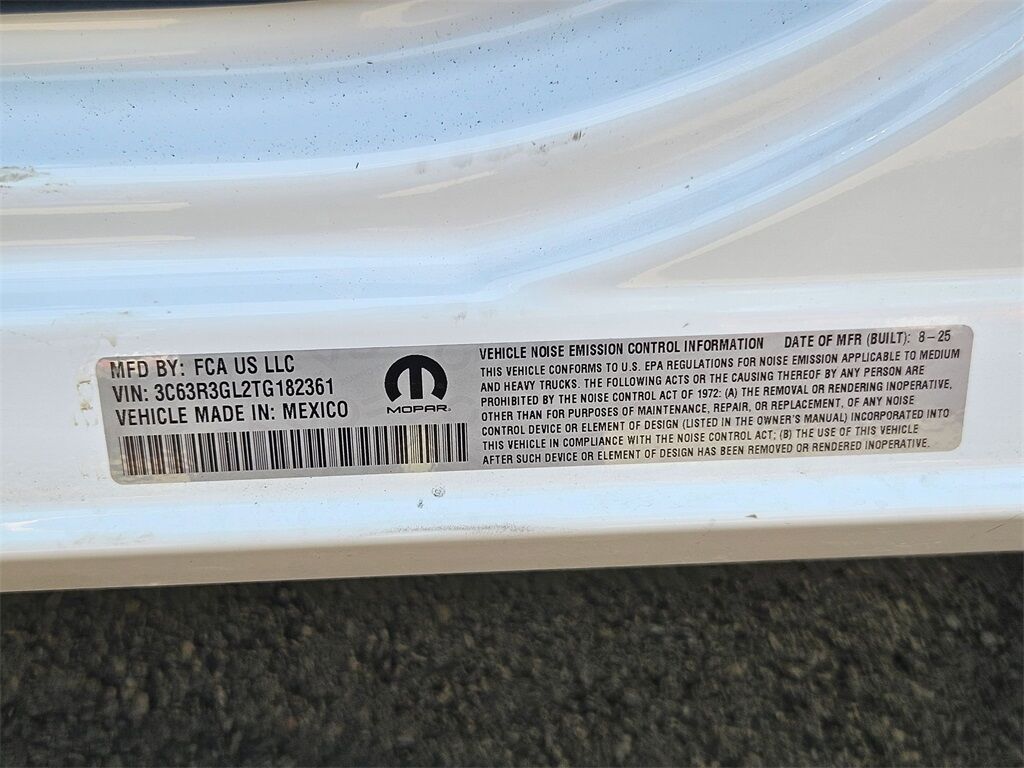 MFD BY: FCA US LLC
VIN: 3C63R3GL2TG182361
VEHICLE MADE IN: MEXICO
MOPAR
VEHICLE NOISE EMISSION CONTROL INFORMATION DATE OF MFR (BUILT): 8-25
THIS VEHICLE CONFORMS TO U.S. EPA REGULATIONS FOR NOISE EMISSION APPLICABLE TO MEDIUM
AND HEAVY TRUCKS. THE FOLLOWING ACTS OR THE CAUSING THEREOF BY ANY PERSON ARE
PROHIBITED BY THE NOISE CONTROL ACT OF 1972: (A) THE REMOVAL OR RENDERING INOPERATIVE,
OTHER THAN FOR PURPOSES OF MAINTENANCE, REPAIR, OR REPLACEMENT, OF ANY NOISE
CONTROL DEVICE OR ELEMENT OF DESIGN (LISTED IN THE OWNER'S MANUAL) INCORPORATED INTO
THIS VEHICLE IN COMPLIANCE WITH THE NOISE CONTROL ACT; (B) THE USE OF THIS VEHICLE
AFTER SUCH DEVICE OR ELEMENT OF DESIGN HAS BEEN REMOVED OR RENDERED INOPERATIVE.